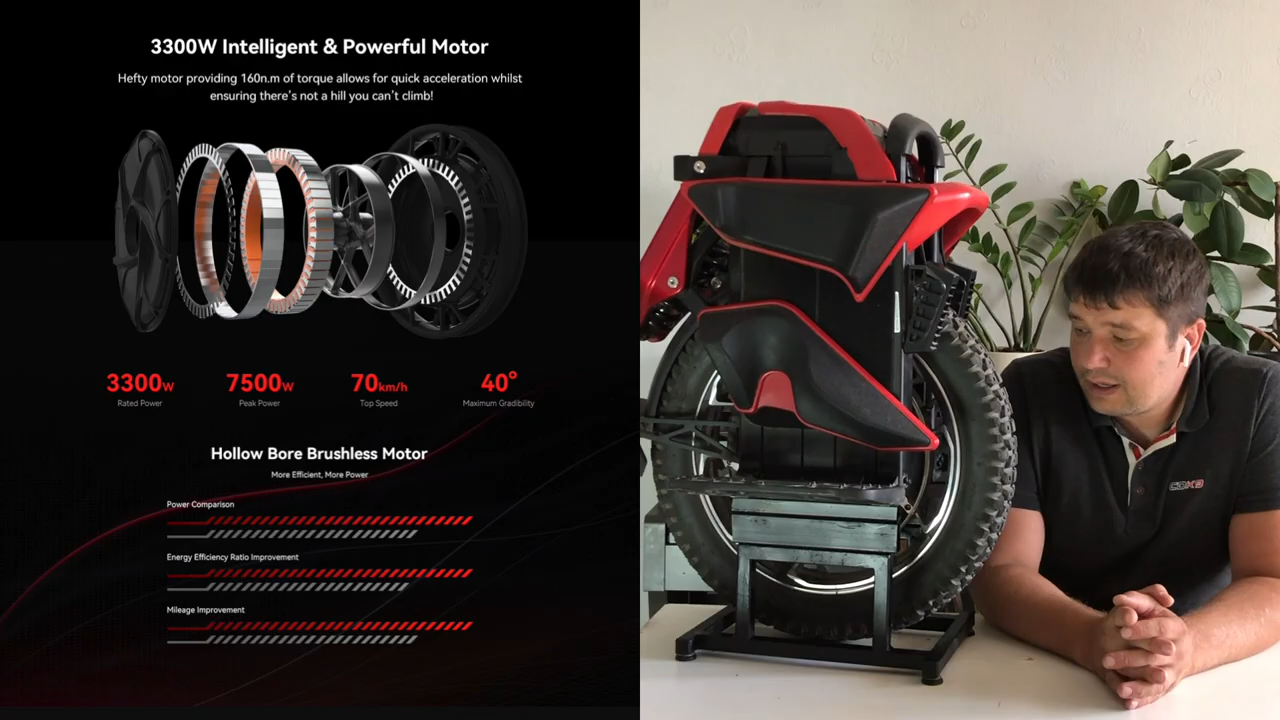 3300W Intelligent & Powerful Motor
Hefty motor providing 160n.m of torque allows for quick acceleration whilst
ensuring there's not a hill you can't climb!
3300W 7500W 70km/h 40°
Rated Power Peak Power Top Speed Maximum Gradibility
Hollow Bore Brushless Motor
More Efficient, More Power
Power Comparison
Energy Efficiency Ratio Improvement
Mileage Improvement